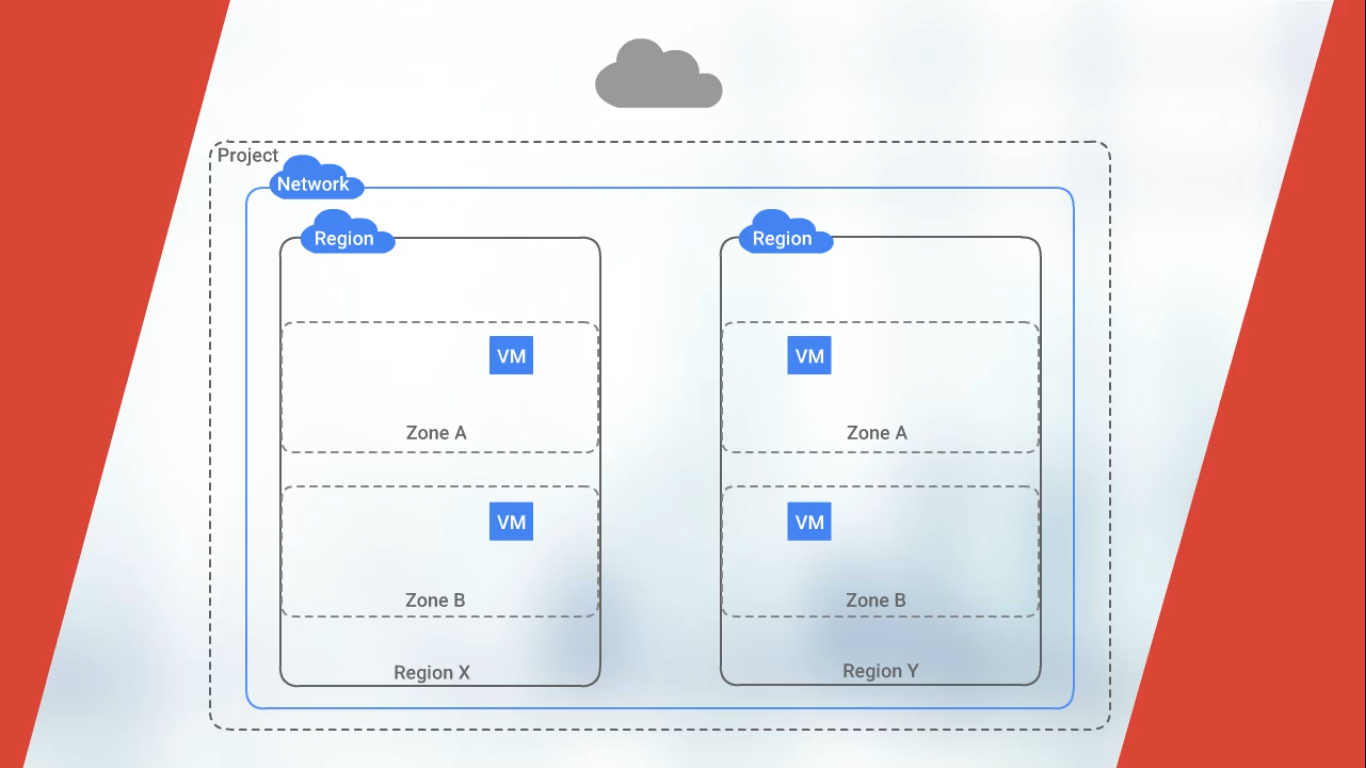 Project
Network
Region
Region
VM
VM
Zone A
Zone A
VM
VM
Zone B
Zone B
Region X
Region Y